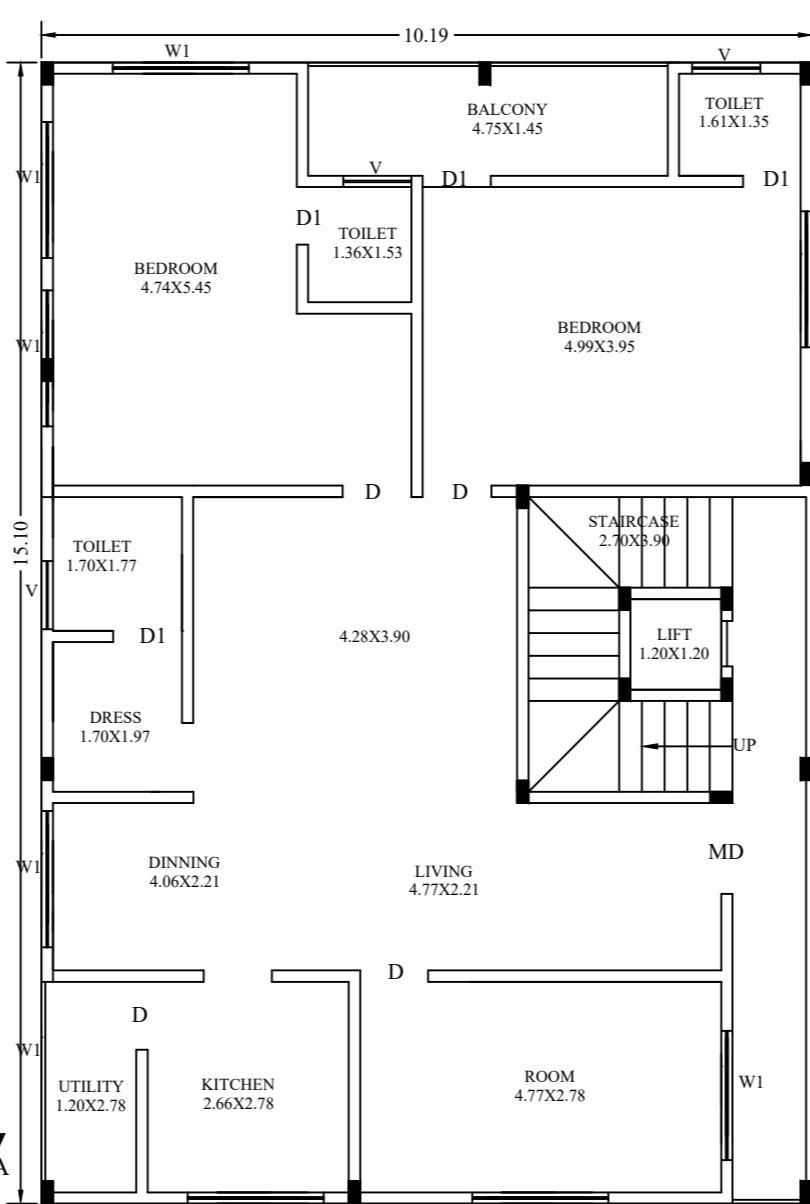 10.19
W1
V
BALCONY
4.75X1.45
TOILET
1.61X1.35
W1
V
D1
D1
D1
TOILET
1.36X1.53
BEDROOM
4.74X5.45
BEDROOM
4.99X3.95
W1
D
D
STAIRCASE
2.70X3.90
15.10
TOILET
1.70X1.77
V
D1
4.28X3.90
LIFT
1.20X1.20
DRESS
1.70X1.97
UP
MD
DINNING
4.06X2.21
LIVING
4.77X2.21
W1
D
D
W1
UTILITY
1.20X2.78
KITCHEN
2.66X2.78
ROOM
4.77X2.78
W1
A